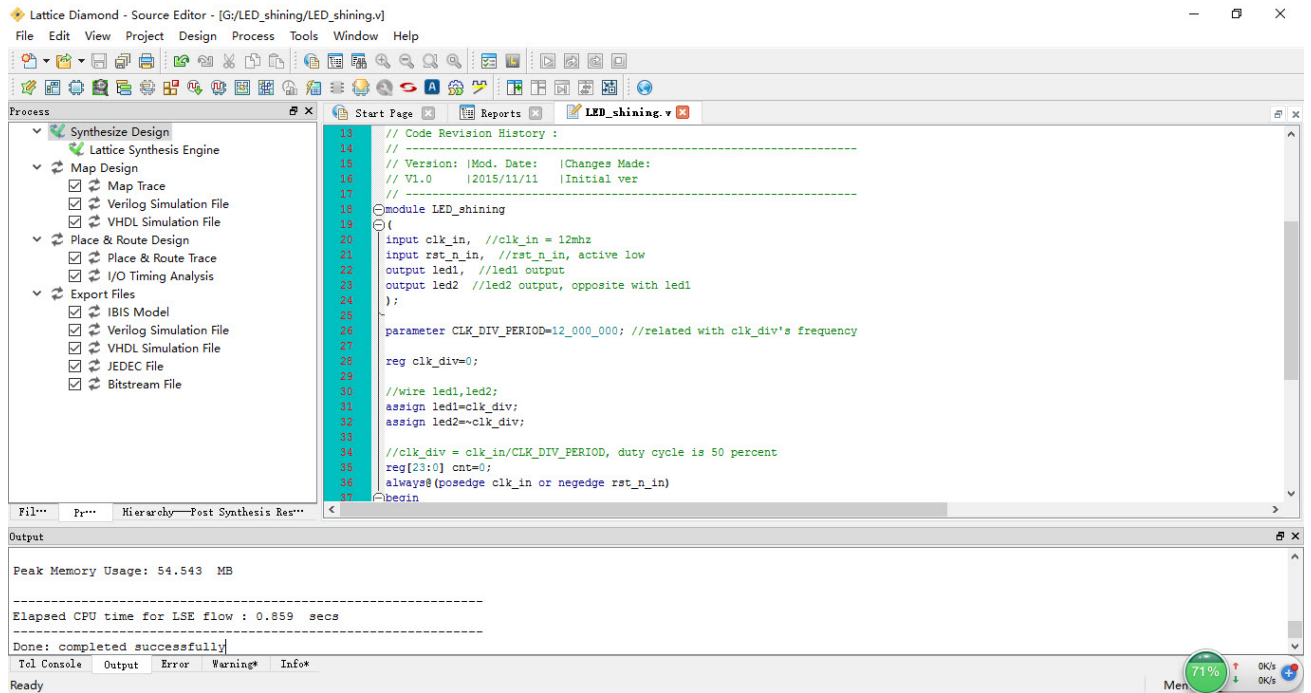 Lattice Diamond - Source Editor - [G:/LED_shining/LED_shining.v]
File Edit View Project Design Process Tools Window Help
Process
Start Page
Reports
LED_shining.v
Synthesize Design
Lattice Synthesis Engine
Map Design
Map Trace
Verilog Simulation File
VHDL Simulation File
Place & Route Design
Place & Route Trace
I/O Timing Analysis
Export Files
IBIS Model
Verilog Simulation File
VHDL Simulation File
JEDEC File
Bitstream File
Fil... Pr... Hierarchy—Post Synthesis Res...
13 // Code Revision History :
14 // --------------------------------------------------------------------
15 // Version: |Mod. Date: |Changes Made:
16 // V1.0 |2015/11/11 |Initial ver
17 // --------------------------------------------------------------------
18 module LED_shining
19 (
20 input clk_in, //clk_in = 12mhz
21 input rst_n_in, //rst_n_in, active low
22 output led1, //led1 output
23 output led2 //led2 output, opposite with led1
24 );
25
26 parameter CLK_DIV_PERIOD=12_000_000; //related with clk_div's frequency
27
28 reg clk_div=0;
29
30 //wire led1,led2;
31 assign led1=clk_div;
32 assign led2=~clk_div;
33
34 //clk_div = clk_in/CLK_DIV_PERIOD, duty cycle is 50 percent
35 reg[23:0] cnt=0;
36 always@(posedge clk_in or negedge rst_n_in)
37 begin
Output
Peak Memory Usage: 54.543 MB
--------------------------------------------------------------
Elapsed CPU time for LSE flow : 0.859 secs
--------------------------------------------------------------
Done: completed successfully
Tcl Console Output Error Warning* Info*
Ready
71%
0K/s
0K/s